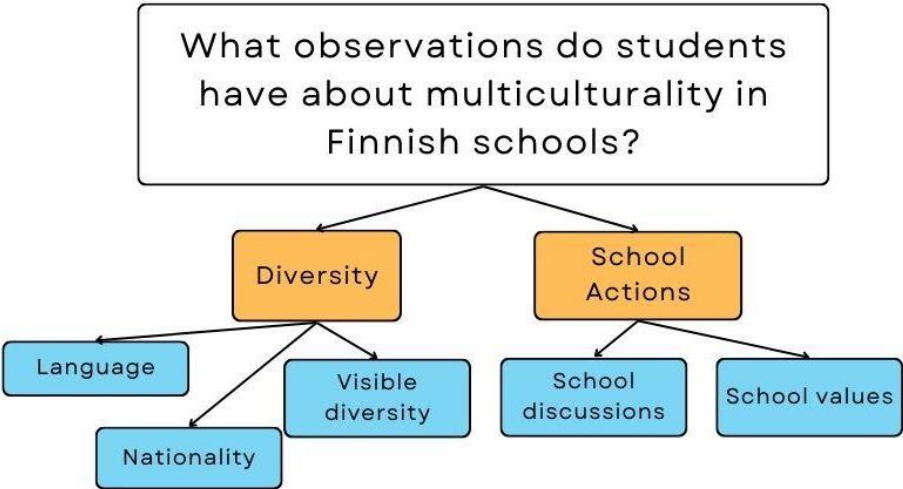 What observations do students
have about multiculturality in
Finnish schools?
Diversity
School
Actions
Language
Visible
diversity
School
discussions
School values
Nationality